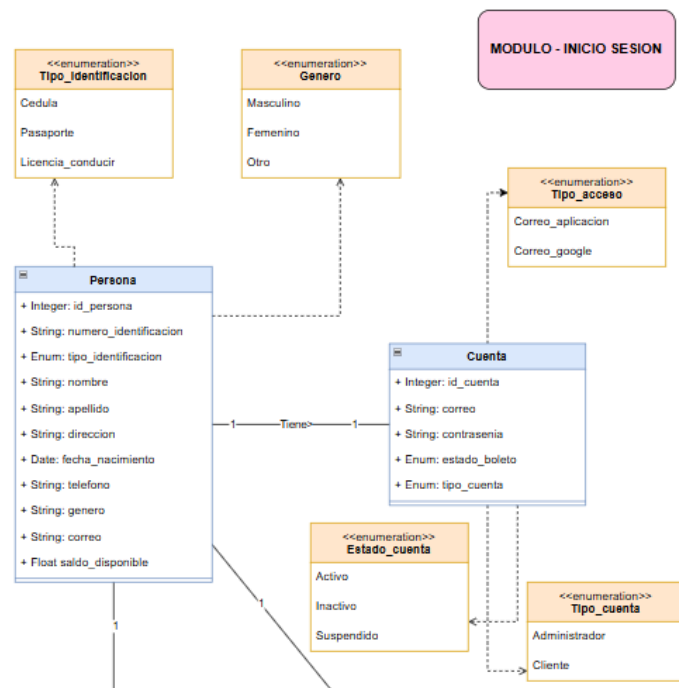 MODULO - INICIO SESION
<<enumeration>>
Tipo_identificacion
Cedula
Pasaporte
Licencia_conducir
<<enumeration>>
Genero
Masculino
Femenino
Otro
<<enumeration>>
Tipo_acceso
Correo_aplicacion
Correo_google
Persona
+ Integer: id_persona
+ String: numero_identificacion
+ Enum: tipo_identificacion
+ String: nombre
+ String: apellido
+ String: direccion
+ Date: fecha_nacimiento
+ String: telefono
+ String: genero
+ String: correo
+ Float saldo_disponible
1
Tiene>
1
Cuenta
+ Integer: id_cuenta
+ String: correo
+ String: contrasenia
+ Enum: estado_boleto
+ Enum: tipo_cuenta
<<enumeration>>
Estado_cuenta
Activo
Inactivo
Suspendido
<<enumeration>>
Tipo_cuenta
Administrador
Cliente
1
1